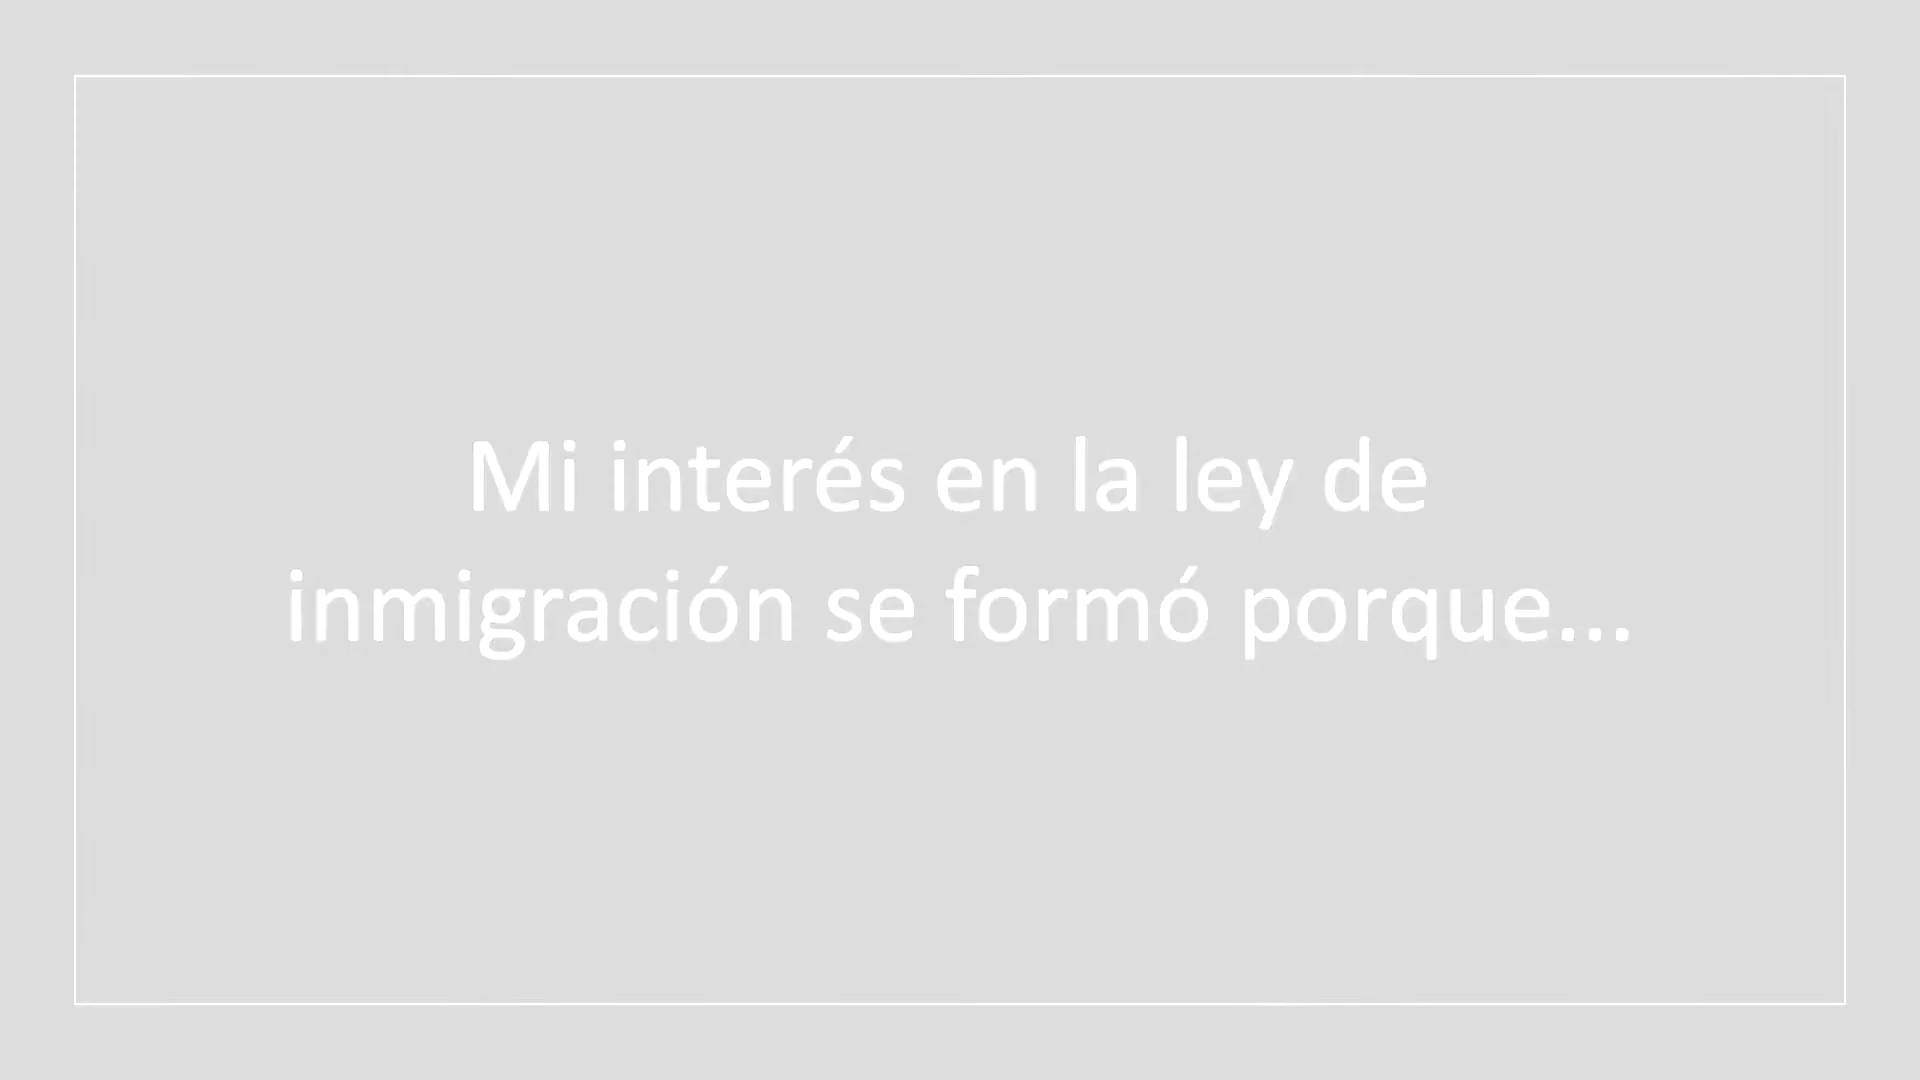 Mi interés en la ley de
inmigración se formó porque...